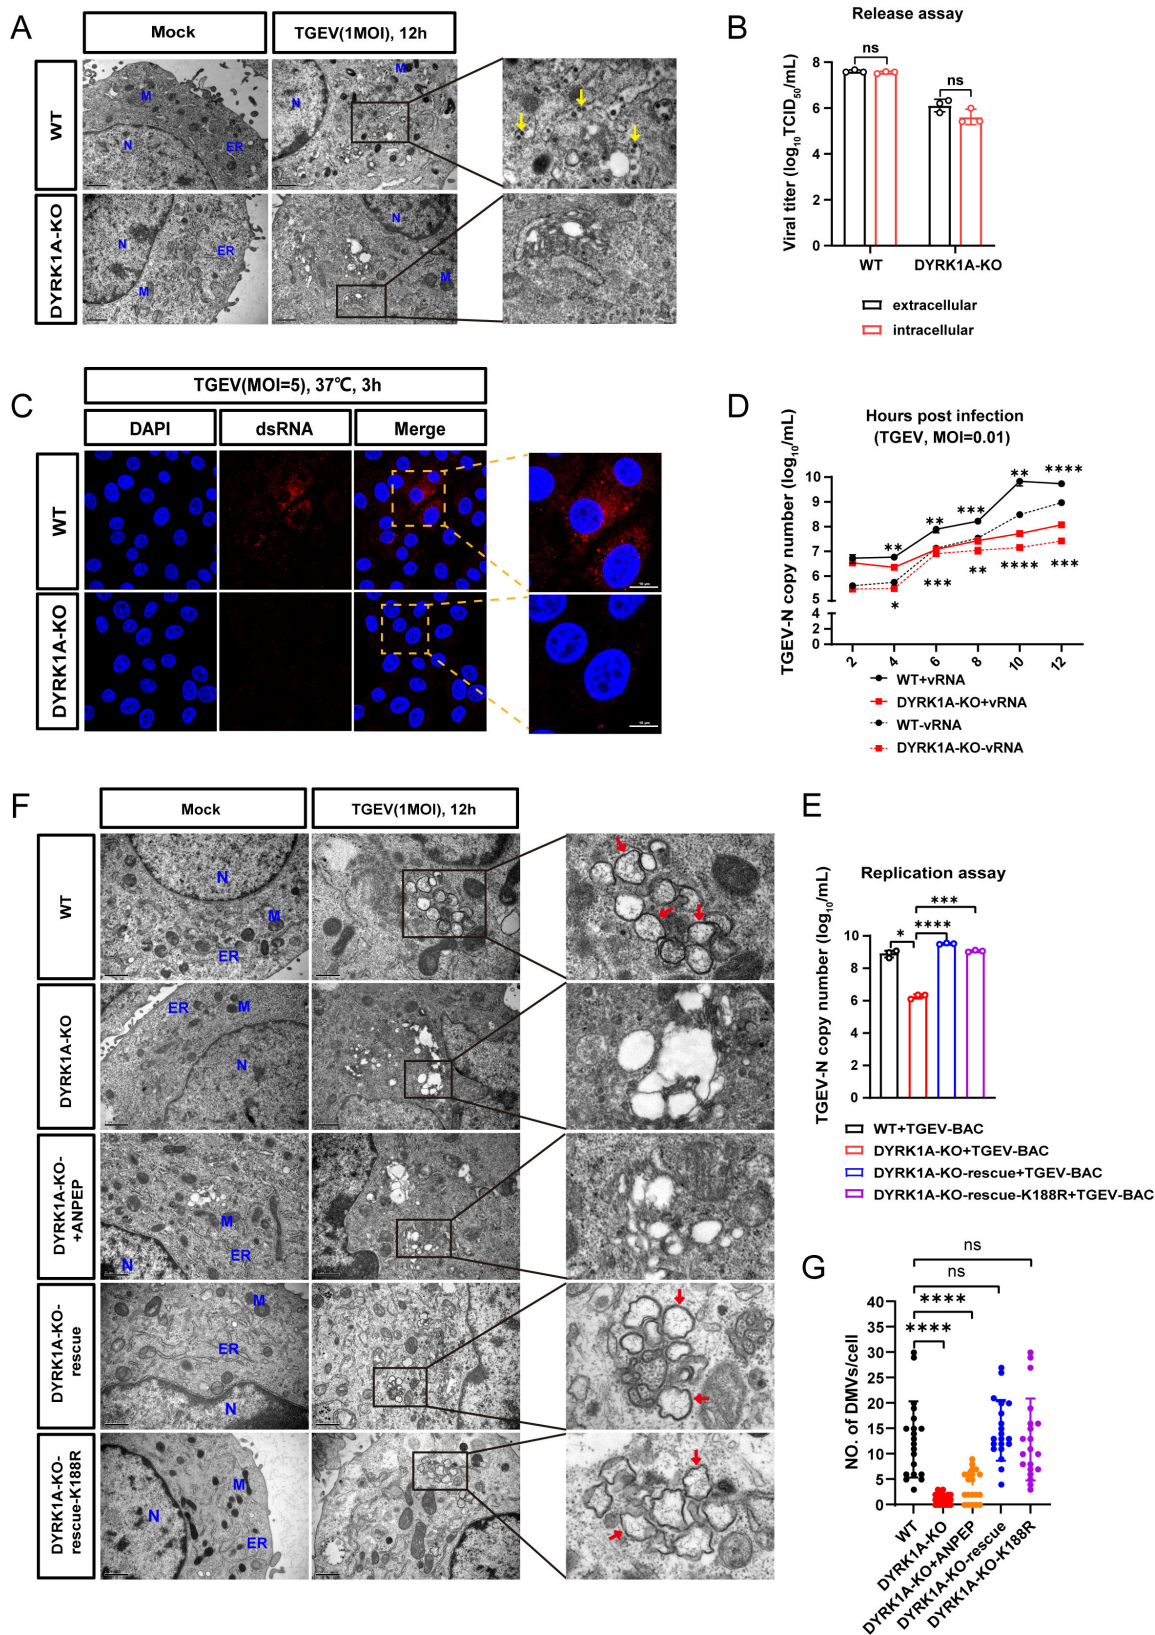 A
Mock
TGEV(1MOI), 12h
WT
DYRK1A-KO
M
N
ER
N
M
N
ER
M
N
M
B
Release assay
Viral titer (log10TCID50/mL)
8
6
4
2
0
ns
ns
WT
DYRK1A-KO
extracellular
intracellular
C
TGEV(MOI=5), 37℃, 3h
DAPI
dsRNA
Merge
WT
DYRK1A-KO
10 μm
10 μm
D
Hours post infection
(TGEV, MOI=0.01)
TGEV-N copy number (log10/mL)
10
9
8
7
6
5
4
2
0
**
**
***
**
****
*
***
**
****
***
2
4
6
8
10
12
WT+vRNA
DYRK1A-KO+vRNA
WT-vRNA
DYRK1A-KO-vRNA
F
Mock
TGEV(1MOI), 12h
WT
N
M
ER
DYRK1A-KO
ER
M
N
DYRK1A-KO-
+ANPEP
M
ER
N
DYRK1A-KO-
rescue
M
ER
N
DYRK1A-KO-
rescue-K188R
M
N
ER
E
Replication assay
TGEV-N copy number (log10/mL)
10
8
6
4
2
0
*
****
***
WT+TGEV-BAC
DYRK1A-KO+TGEV-BAC
DYRK1A-KO-rescue+TGEV-BAC
DYRK1A-KO-rescue-K188R+TGEV-BAC
G
NO. of DMVs/cell
40
35
30
25
20
15
10
5
0
ns
ns
****
****
WT
DYRK1A-KO
DYRK1A-KO+ANPEP
DYRK1A-KO-rescue
DYRK1A-KO-K188R